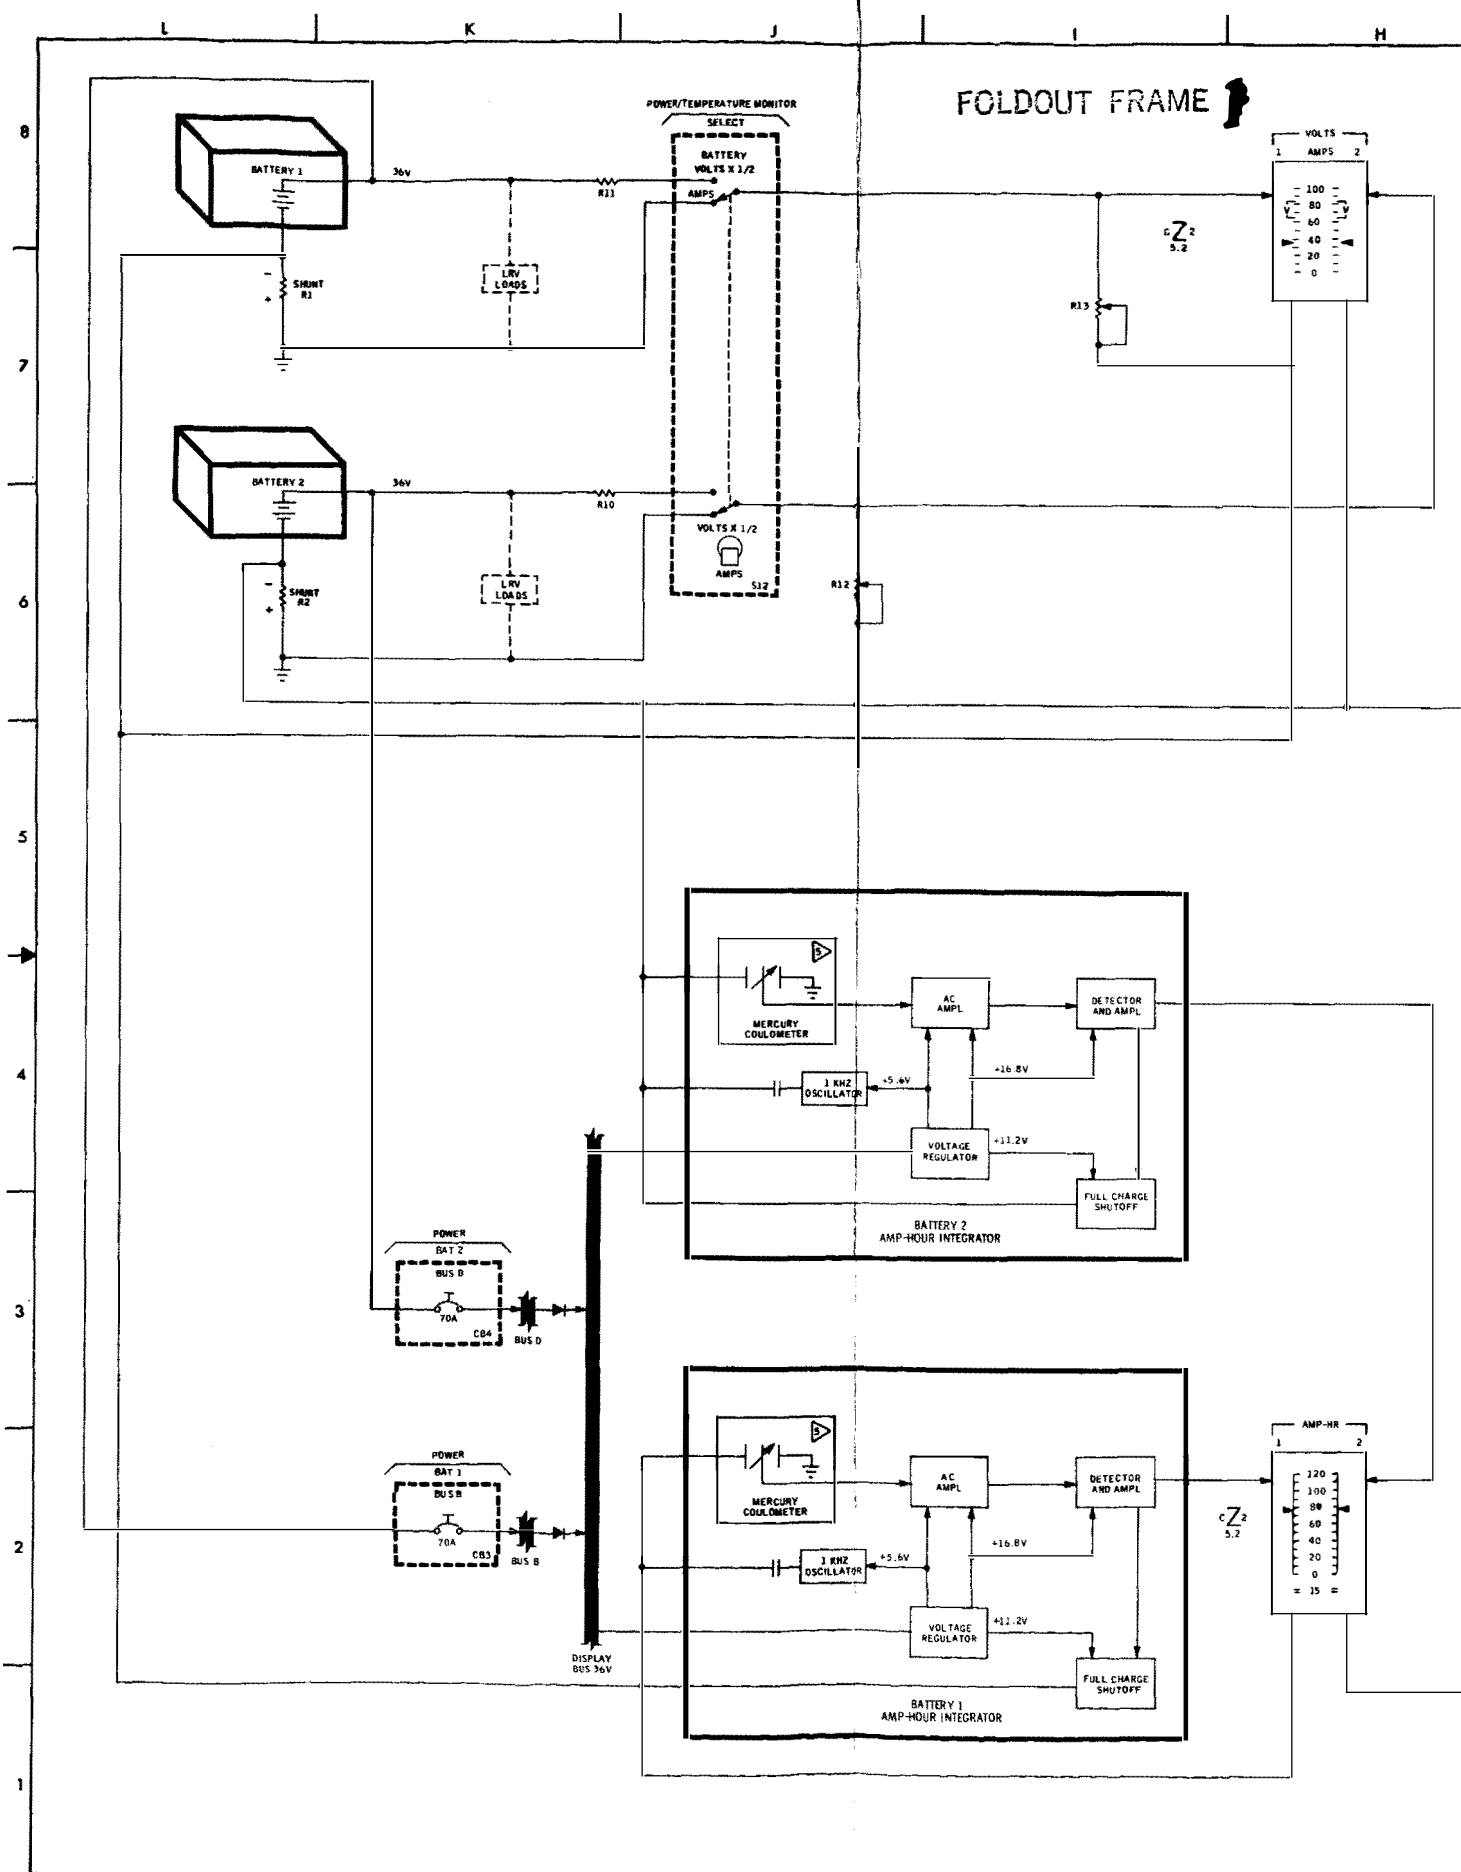 L K J I H
FOLDOUT FRAME
8
7
6
5
4
3
2
1
POWER/TEMPERATURE MONITOR
SELECT
BATTERY
VOLTS X 1/2
AMPS
BATTERY 1
36V
R11
LRV
LOADS
SHUNT
R1
- +
VOLTS
1 AMPS 2
100
80
60
40
20
0
V V
C Z 2
5.2
R13
BATTERY 2
36V
R10
LRV
LOADS
SHUNT
R2
- +
VOLTS X 1/2
AMPS
S12
R12
5
MERCURY
COULOMETER
AC
AMPL
DETECTOR
AND AMPL
+16.8V
1 KHZ
OSCILLATOR
+5.6V
VOLTAGE
REGULATOR
+11.2V
FULL CHARGE
SHUTOFF
BATTERY 2
AMP-HOUR INTEGRATOR
POWER
BAT 2
BUS D
70A
CB4
BUS D
5
MERCURY
COULOMETER
AC
AMPL
DETECTOR
AND AMPL
+16.8V
1 KHZ
OSCILLATOR
+5.6V
VOLTAGE
REGULATOR
+11.2V
FULL CHARGE
SHUTOFF
BATTERY 1
AMP-HOUR INTEGRATOR
POWER
BAT 1
BUS B
70A
CB3
BUS B
DISPLAY
BUS 36V
AMP-HR
1 2
120
100
80
60
40
20
0
= 15 =
C Z 2
5.2